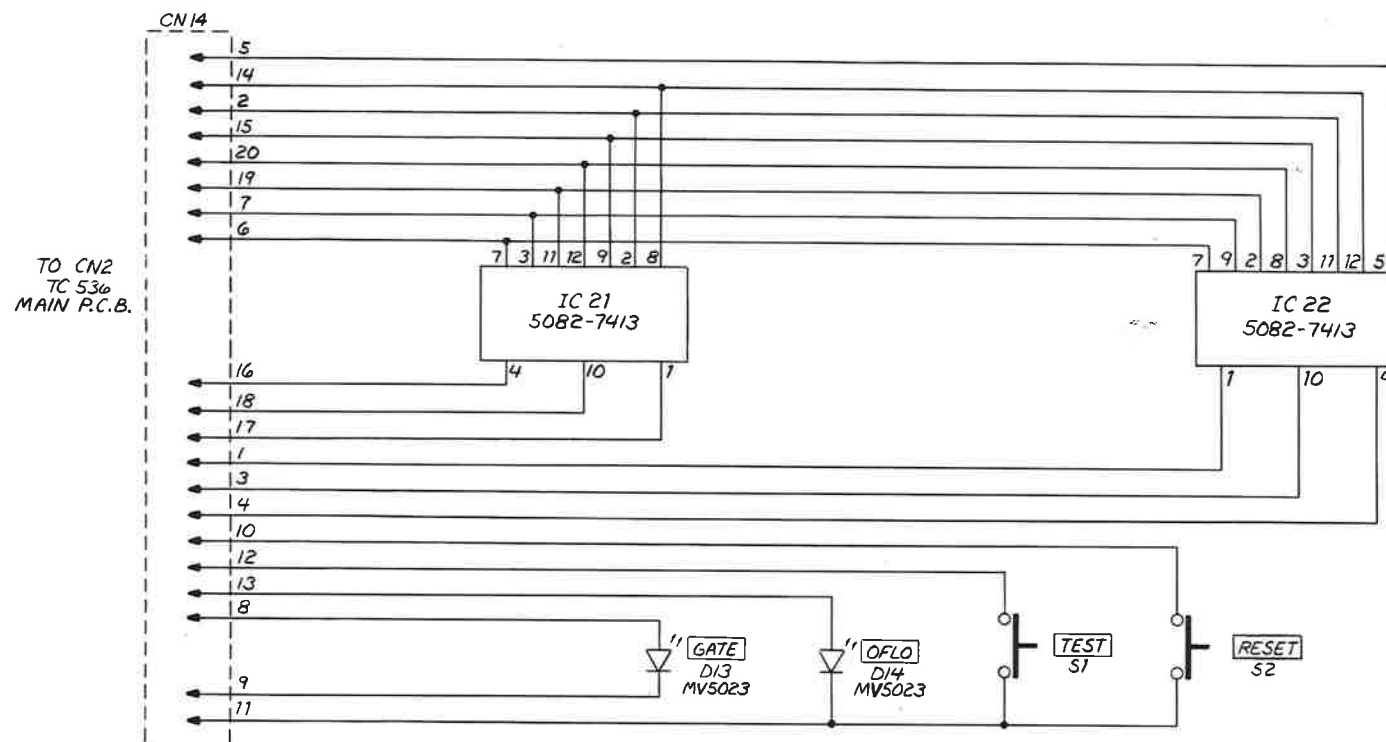 CN14
5
14
2
15
20
19
7
6
TO CN2
TC 536
MAIN P.C.B.
7 3 11 12 9 2 8
IC 21
5082-7413
4 10 1
7 9 2 8 3 11 12 5
IC 22
5082-7413
1 10 4
16
18
17
1
3
4
10
12
13
8
9
11
GATE
D13
MV5023
OFLO
D14
MV5023
TEST
S1
RESET
S2